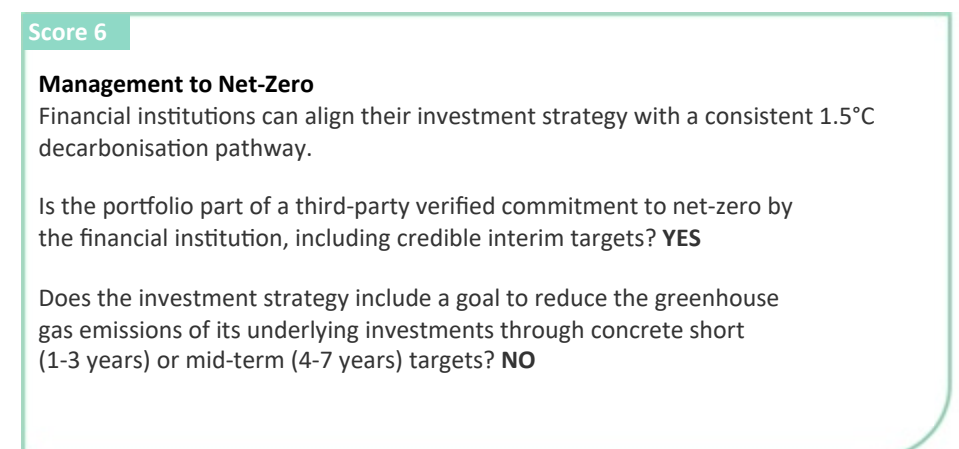 Score 6
Management to Net-Zero
Financial institutions can align their investment strategy with a consistent 1.5°C
decarbonisation pathway.
Is the portfolio part of a third-party verified commitment to net-zero by
the financial institution, including credible interim targets? YES
Does the investment strategy include a goal to reduce the greenhouse
gas emissions of its underlying investments through concrete short
(1-3 years) or mid-term (4-7 years) targets? NO